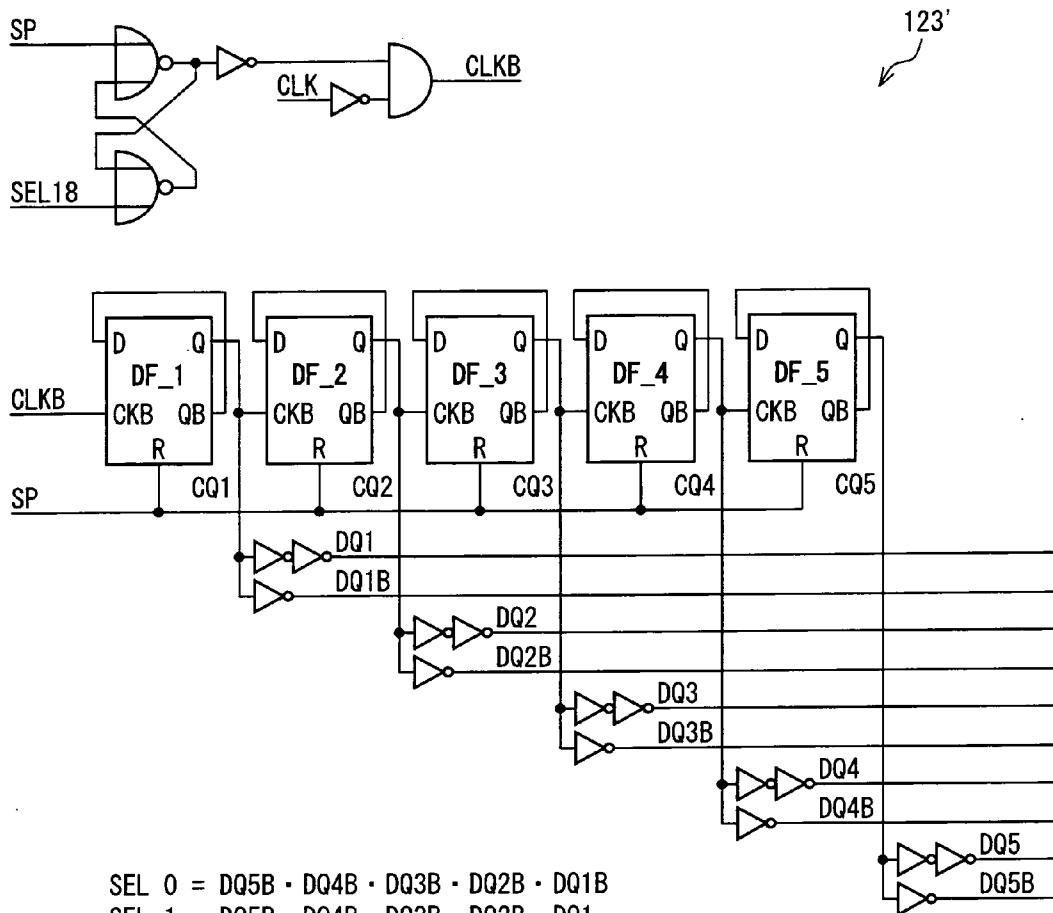 123'
SP
CLK
CLKB
SEL18
D Q D Q D Q D Q D Q
DF_1 DF_2 DF_3 DF_4 DF_5
CLKB
CKB QB CKB QB CKB QB CKB QB CKB QB
R R R R R
CQ1 CQ2 CQ3 CQ4 CQ5
SP
DQ1
DQ1B
DQ2
DQ2B
DQ3
DQ3B
DQ4
DQ4B
DQ5
DQ5B
SEL 0 = DQ5B · DQ4B · DQ3B · DQ2B · DQ1B